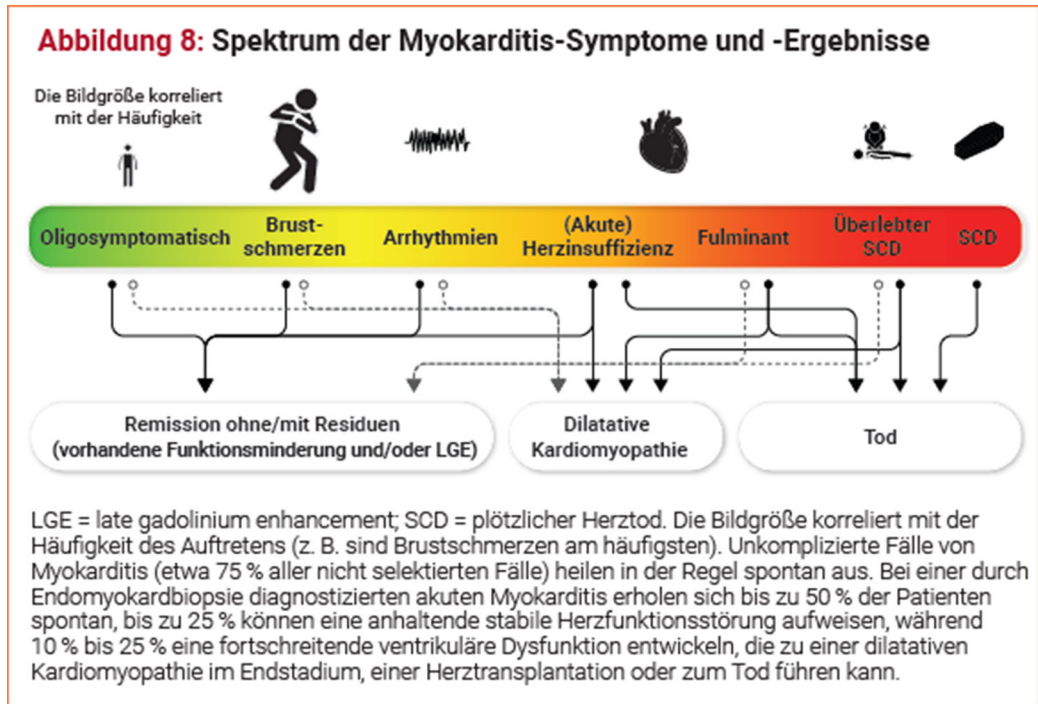 Abbildung 8: Spektrum der Myokarditis-Symptome und -Ergebnisse
Die Bildgröße korreliert
mit der Häufigkeit
Oligosymptomatisch
Brust-
schmerzen
Arrhythmien
(Akute)
Herzinsuffizienz
Fulminant
Überlebter
SCD
SCD
Remission ohne/mit Residuen
(vorhandene Funktionsminderung und/oder LGE)
Dilatative
Kardiomyopathie
Tod
LGE = late gadolinium enhancement; SCD = plötzlicher Herztod. Die Bildgröße korreliert mit der
Häufigkeit des Auftretens (z. B. sind Brustschmerzen am häufigsten). Unkomplizierte Fälle von
Myokarditis (etwa 75 % aller nicht selektierten Fälle) heilen in der Regel spontan aus. Bei einer durch
Endomyokardbiopsie diagnostizierten akuten Myokarditis erholen sich bis zu 50 % der Patienten
spontan, bis zu 25 % können eine anhaltende stabile Herzfunktionsstörung aufweisen, während
10 % bis 25 % eine fortschreitende ventrikuläre Dysfunktion entwickeln, die zu einer dilatativen
Kardiomyopathie im Endstadium, einer Herztransplantation oder zum Tod führen kann.